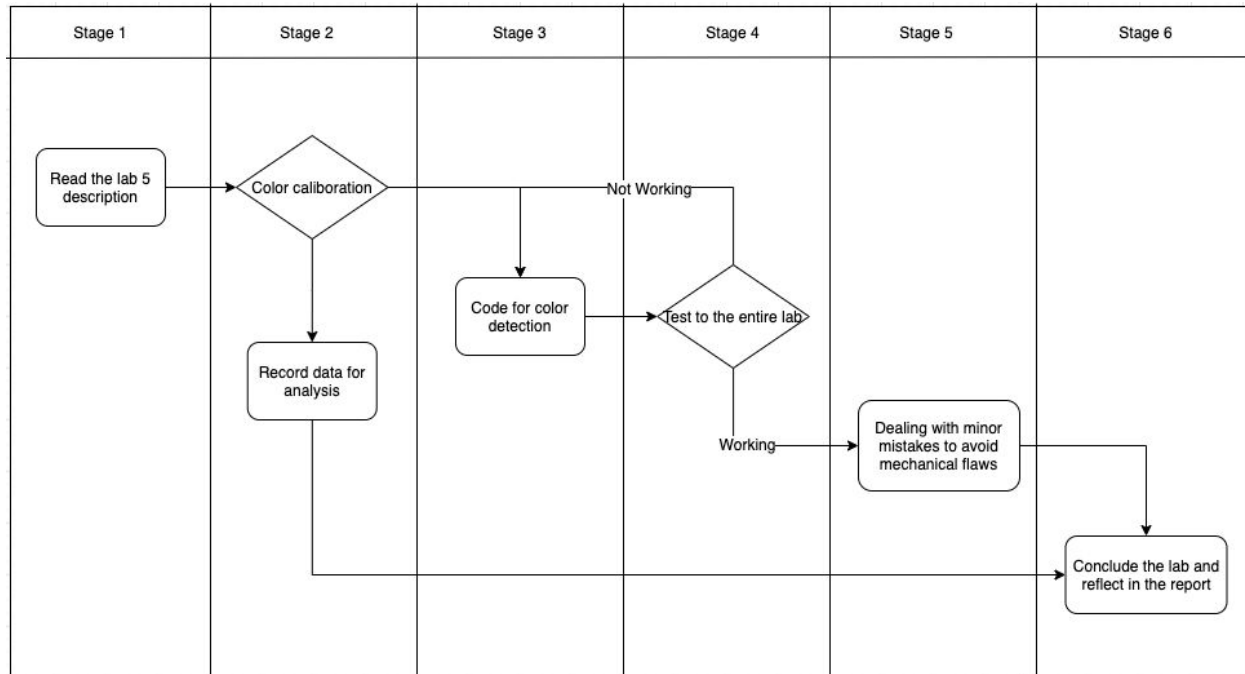 Stage 1
Stage 2
Stage 3
Stage 4
Stage 5
Stage 6
Read the lab 5
description
Color caliboration
Not Working
Code for color
detection
Test to the entire lab
Record data for
analysis
Working
Dealing with minor
mistakes to avoid
mechanical flaws
Conclude the lab and
reflect in the report